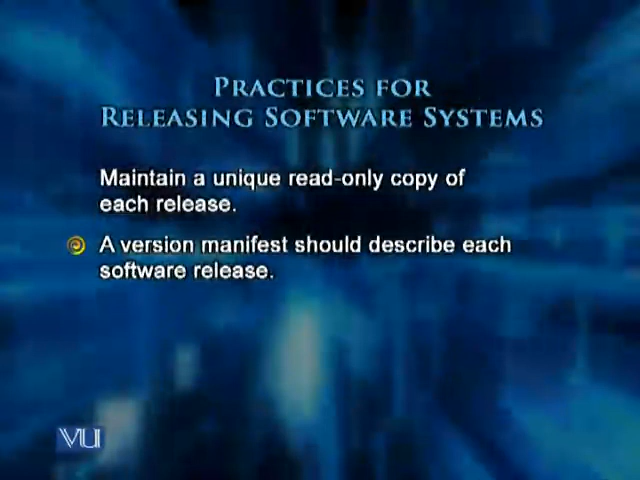 PRACTICES FOR
RELEASING SOFTWARE SYSTEMS
Maintain a unique read-only copy of
each release.
A version manifest should describe each
software release.
VU